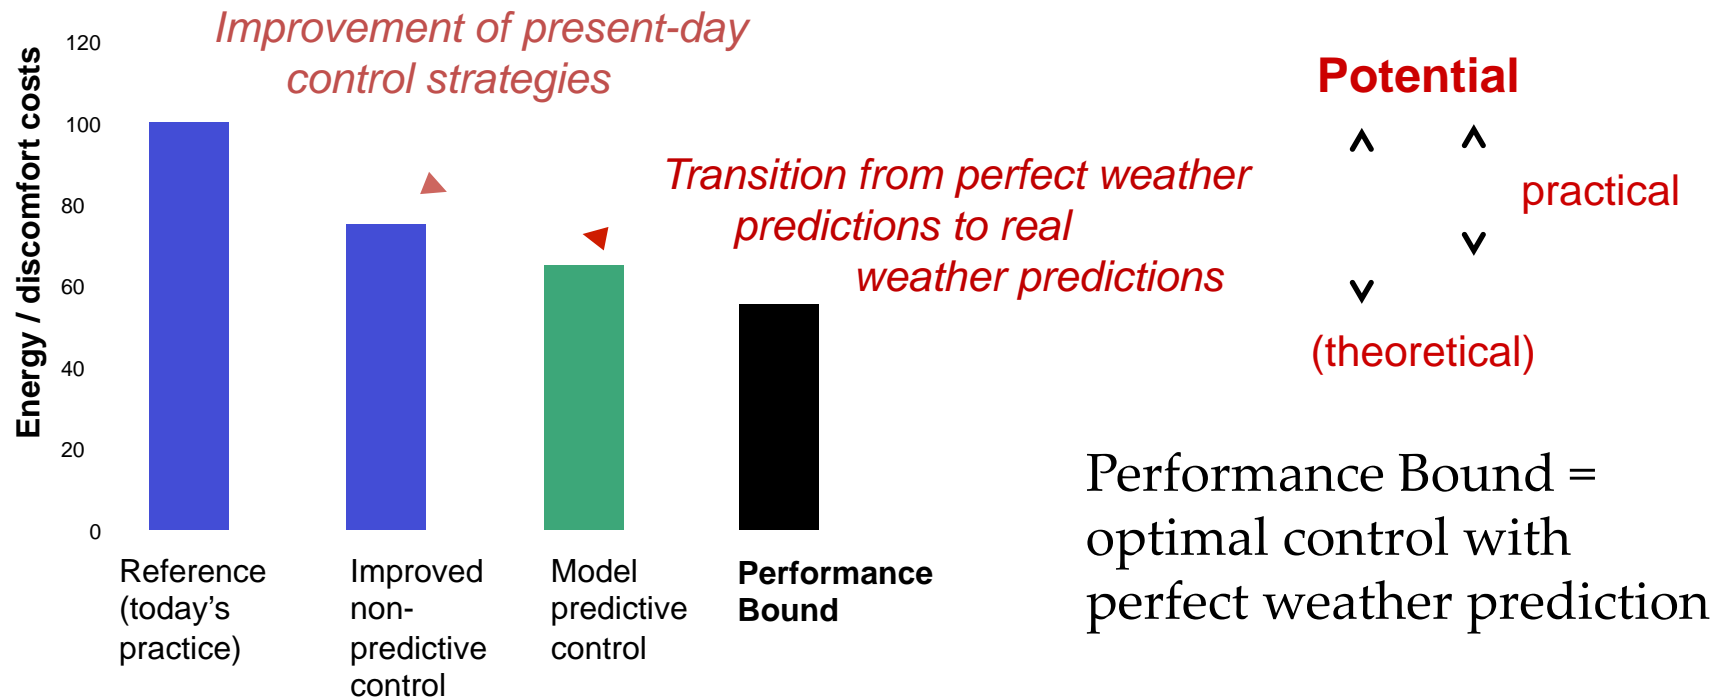 Improvement of present-day
control strategies
Energy / discomfort costs
120
100
80
60
40
20
0
Reference
(today's
practice)
Improved
non-
predictive
control
Model
predictive
control
Performance
Bound
Transition from perfect weather
predictions to real
weather predictions
Potential
practical
(theoretical)
Performance Bound =
optimal control with
perfect weather prediction